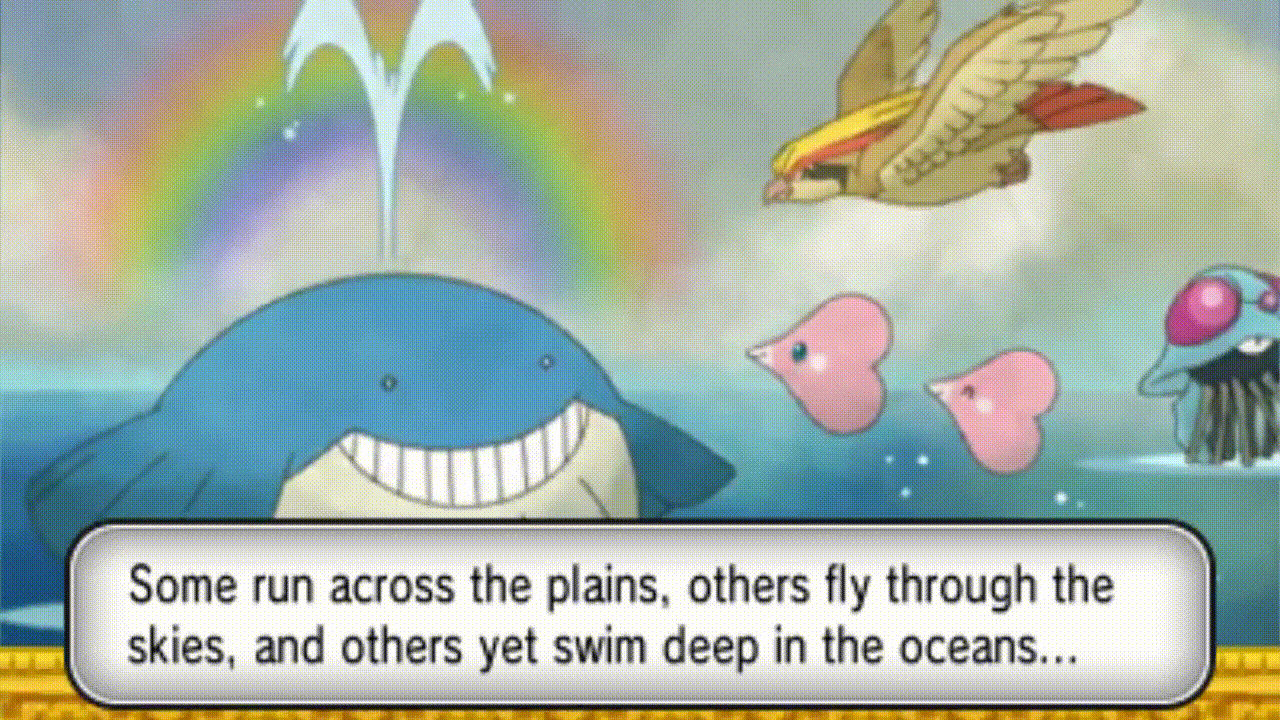 Some run across the plains, others fly through the
skies, and others yet swim deep in the oceans...